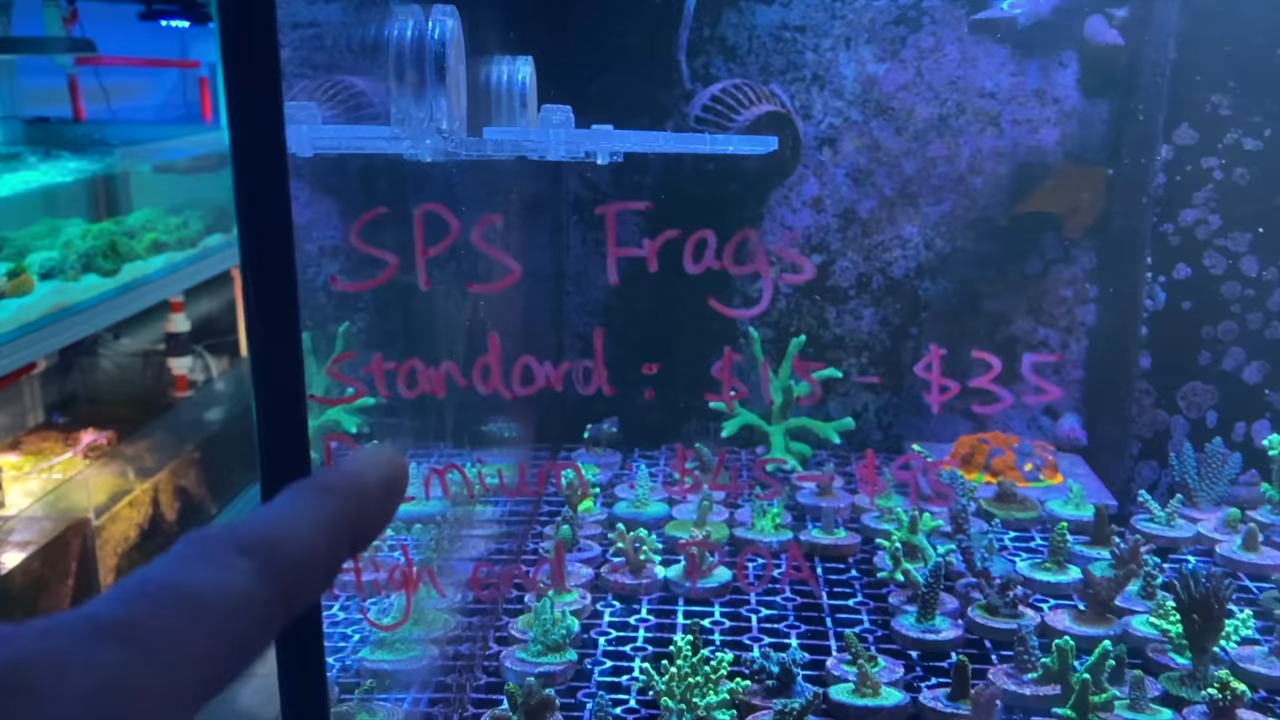 SPS Frags
Standard : $15 - $35
Premium : $45 - $95
High end : POA